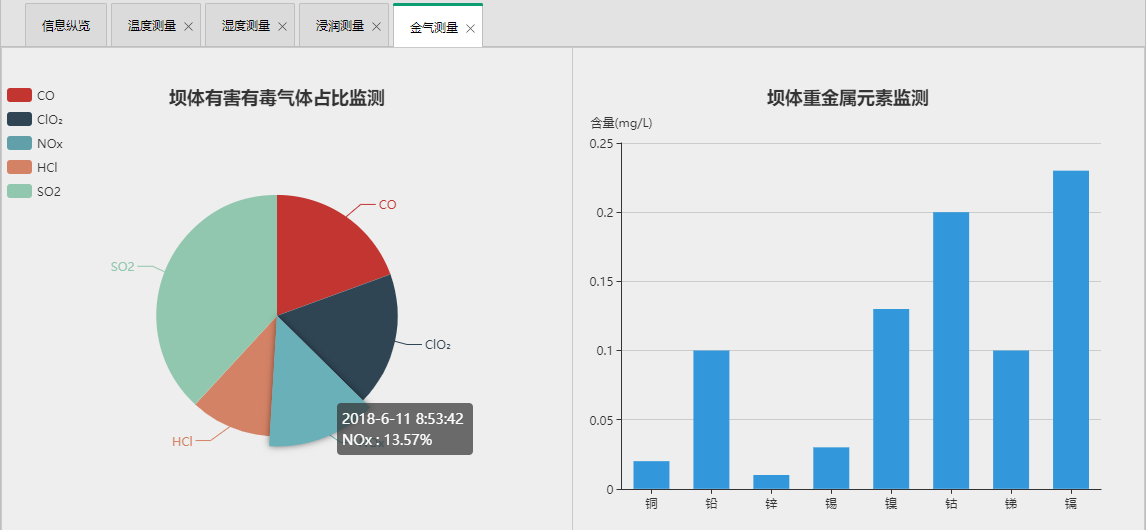 信息纵览
温度测量
湿度测量
浸润测量
金气测量
坝体有害有毒气体占比监测
CO
ClO₂
NOx
HCl
SO2
CO
ClO₂
HCl
SO2
2018-6-11 8:53:42
NOx : 13.57%
坝体重金属元素监测
含量(mg/L)
0.25
0.2
0.15
0.1
0.05
0
铜 铅 锌 锡 镍 钴 锑 镉